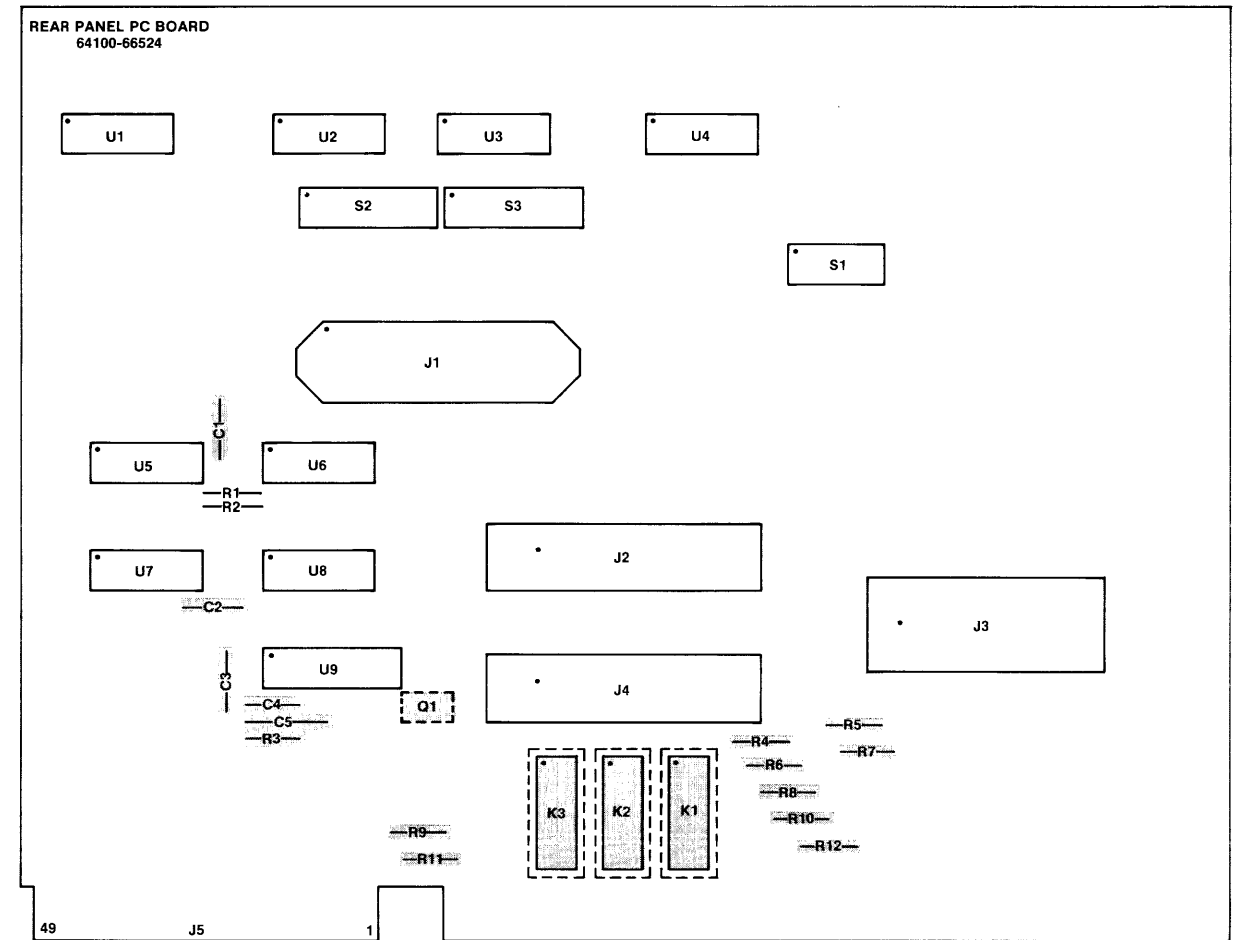 REAR PANEL PC BOARD
64100-66524
U1
U2
U3
U4
S2
S3
S1
J1
C1
U5
U6
R1
R2
J2
U7
U8
C2
J3
U9
C3
J4
C4
Q1
C5
R3
R5
R4
R7
R6
R8
K3
K2
K1
R10
R9
R12
R11
49
J5
1